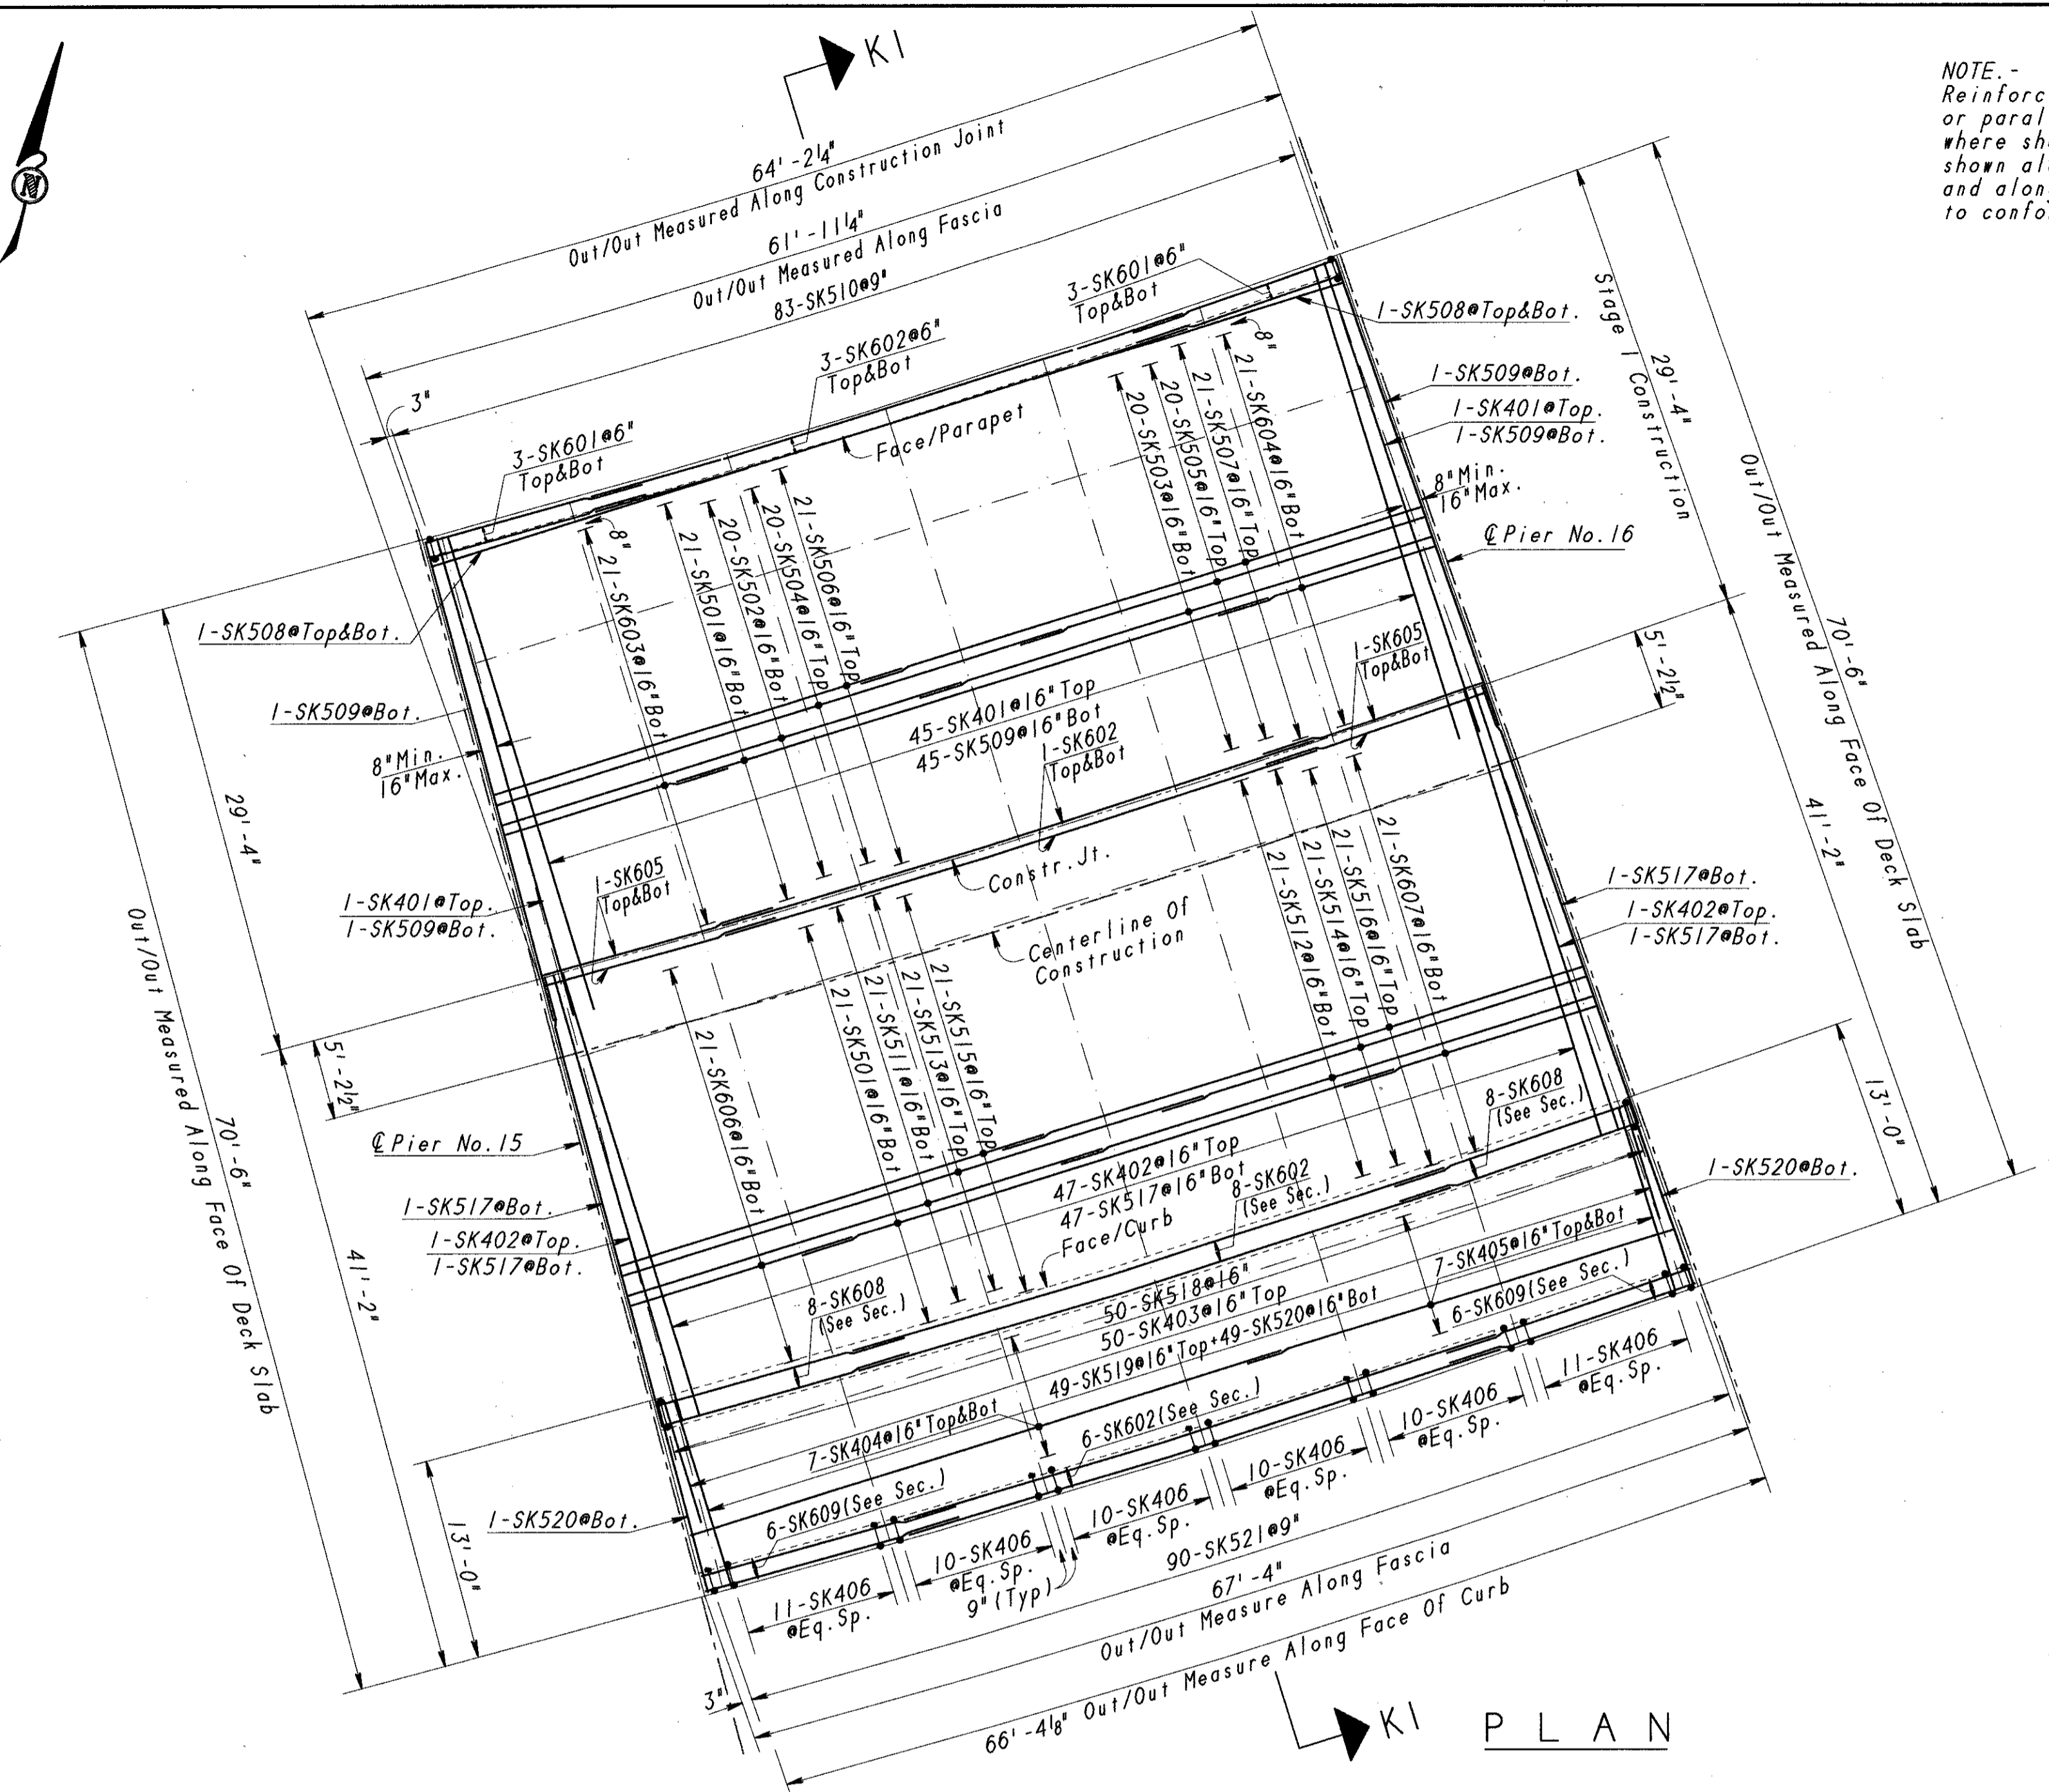 K1
NOTE.-
Reinforc
or paral
where sh
shown al
and alon
to confo
N
64'-2¼"
Out/Out Measured Along Construction Joint
61'-11¼"
Out/Out Measured Along Fascia
83-SK510@9"
3"
3-SK601@6"
Top&Bot
3-SK602@6"
Top&Bot
3-SK601@6"
Top&Bot
1-SK508@Top&Bot.
1-SK509@Bot.
1-SK401@Top.
1-SK509@Bot.
8"Min.
16"Max.
℄ Pier No.16
Stage 1 Construction
29'-4"
Out/Out Measured Along Face Of Deck Slab
70'-6"
5'-2½"
41'-2"
13'-0"
8"
Face/Parapet
8"
21-SK603@16"Bot
21-SK501@16"Bot
20-SK502@16"Bot
20-SK504@16"Top
21-SK506@16"Top
20-SK503@16"Bot
20-SK505@16"Top
21-SK507@16"Top
21-SK604@16"Bot
1-SK508@Top&Bot.
1-SK509@Bot.
8"Min.
16"Max.
45-SK401@16"Top
45-SK509@16"Bot
1-SK602
Top&Bot
1-SK605
Top&Bot
1-SK605
Top&Bot
Constr.Jt.
Centerline Of
Construction
1-SK401@Top.
1-SK509@Bot.
29'-4"
5'-2½"
Out/Out Measured Along Face Of Deck Slab
70'-6"
41'-2"
13'-0"
℄ Pier No.15
1-SK517@Bot.
1-SK402@Top.
1-SK517@Bot.
1-SK517@Bot.
1-SK402@Top.
1-SK517@Bot.
21-SK606@16"Bot
21-SK501@16"Bot
21-SK511@16"Bot
21-SK513@16"Top
21-SK515@16"Top
21-SK512@16"Bot
21-SK514@16"Top
21-SK516@16"Top
21-SK607@16"Bot
47-SK402@16"Top
47-SK517@16"Bot
Face/Curb
8-SK602
(See Sec.)
8-SK608
(See Sec.)
8-SK608
(See Sec.)
1-SK520@Bot.
1-SK520@Bot.
50-SK518@16"
50-SK403@16"Top
49-SK519@16"Top+49-SK520@16"Bot
7-SK404@16"Top&Bot
7-SK405@16"Top&Bot
6-SK609(See Sec.)
6-SK602(See Sec.)
6-SK609(See Sec.)
11-SK406
@Eq.Sp.
10-SK406
@Eq.Sp.
9"(Typ)
10-SK406
@Eq.Sp.
10-SK406
@Eq.Sp.
10-SK406
@Eq.Sp.
11-SK406
@Eq.Sp.
90-SK521@9"
67'-4"
Out/Out Measure Along Fascia
66'-4⅛" Out/Out Measure Along Face Of Curb
3"
K1
PLAN